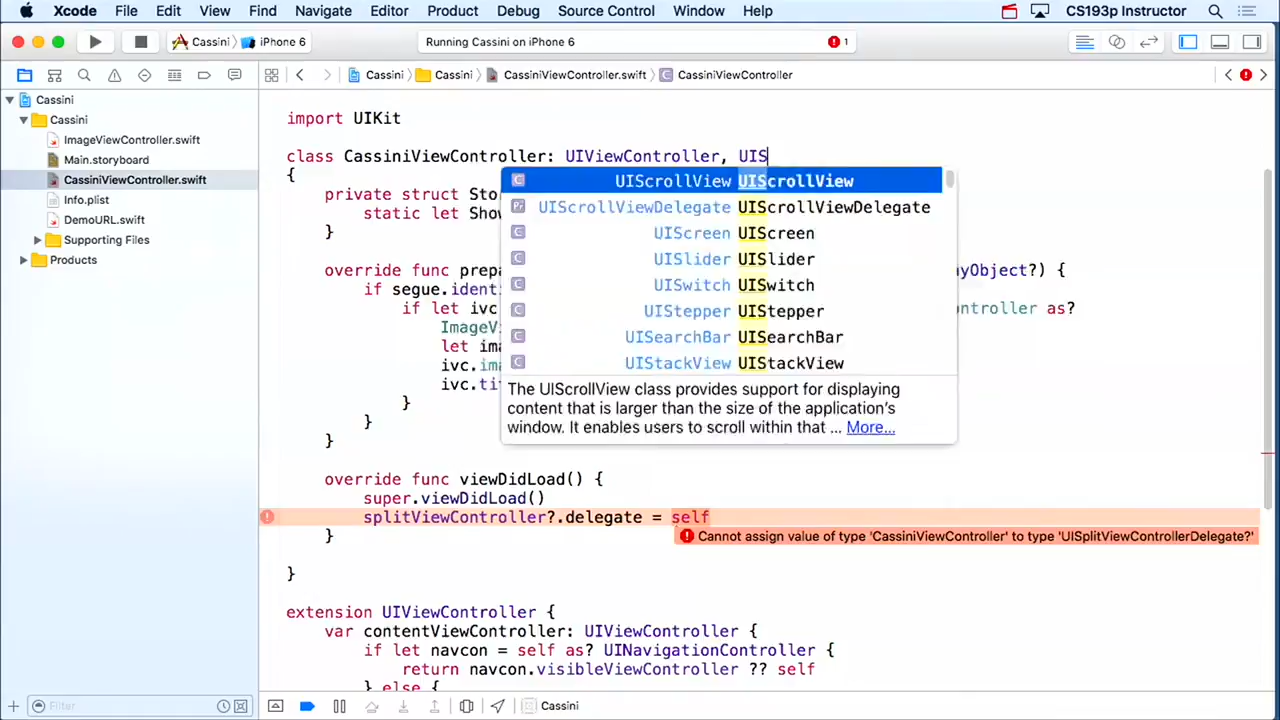 Xcode File Edit View Find Navigate Editor Product Debug Source Control Window Help CS193p Instructor
Cassini iPhone 6 Running Cassini on iPhone 6 1
Cassini Cassini CassiniViewController.swift CassiniViewController
Cassini
Cassini
ImageViewController.swift
Main.storyboard
CassiniViewController.swift
Info.plist
DemoURL.swift
Supporting Files
Products
import UIKit
class CassiniViewController: UIViewController, UIS
{
private struct Sto
static let Show
}
override func prepa yObject?) {
if segue.identi
if let ivc ontroller as?
ImageVi
let ima
ivc.ima
ivc.tit
}
}
}
UIScrollView UIScrollView
UIScrollViewDelegate UIScrollViewDelegate
UIScreen UIScreen
UISlider UISlider
UISwitch UISwitch
UIStepper UIStepper
UISearchBar UISearchBar
UIStackView UIStackView
The UIScrollView class provides support for displaying
content that is larger than the size of the application's
window. It enables users to scroll within that ... More...
override func viewDidLoad() {
super.viewDidLoad()
splitViewController?.delegate = self
Cannot assign value of type 'CassiniViewController' to type 'UISplitViewControllerDelegate?'
}
}
extension UIViewController {
var contentViewController: UIViewController {
if let navcon = self as? UINavigationController {
return navcon.visibleViewController ?? self
} else {
Filter
Cassini